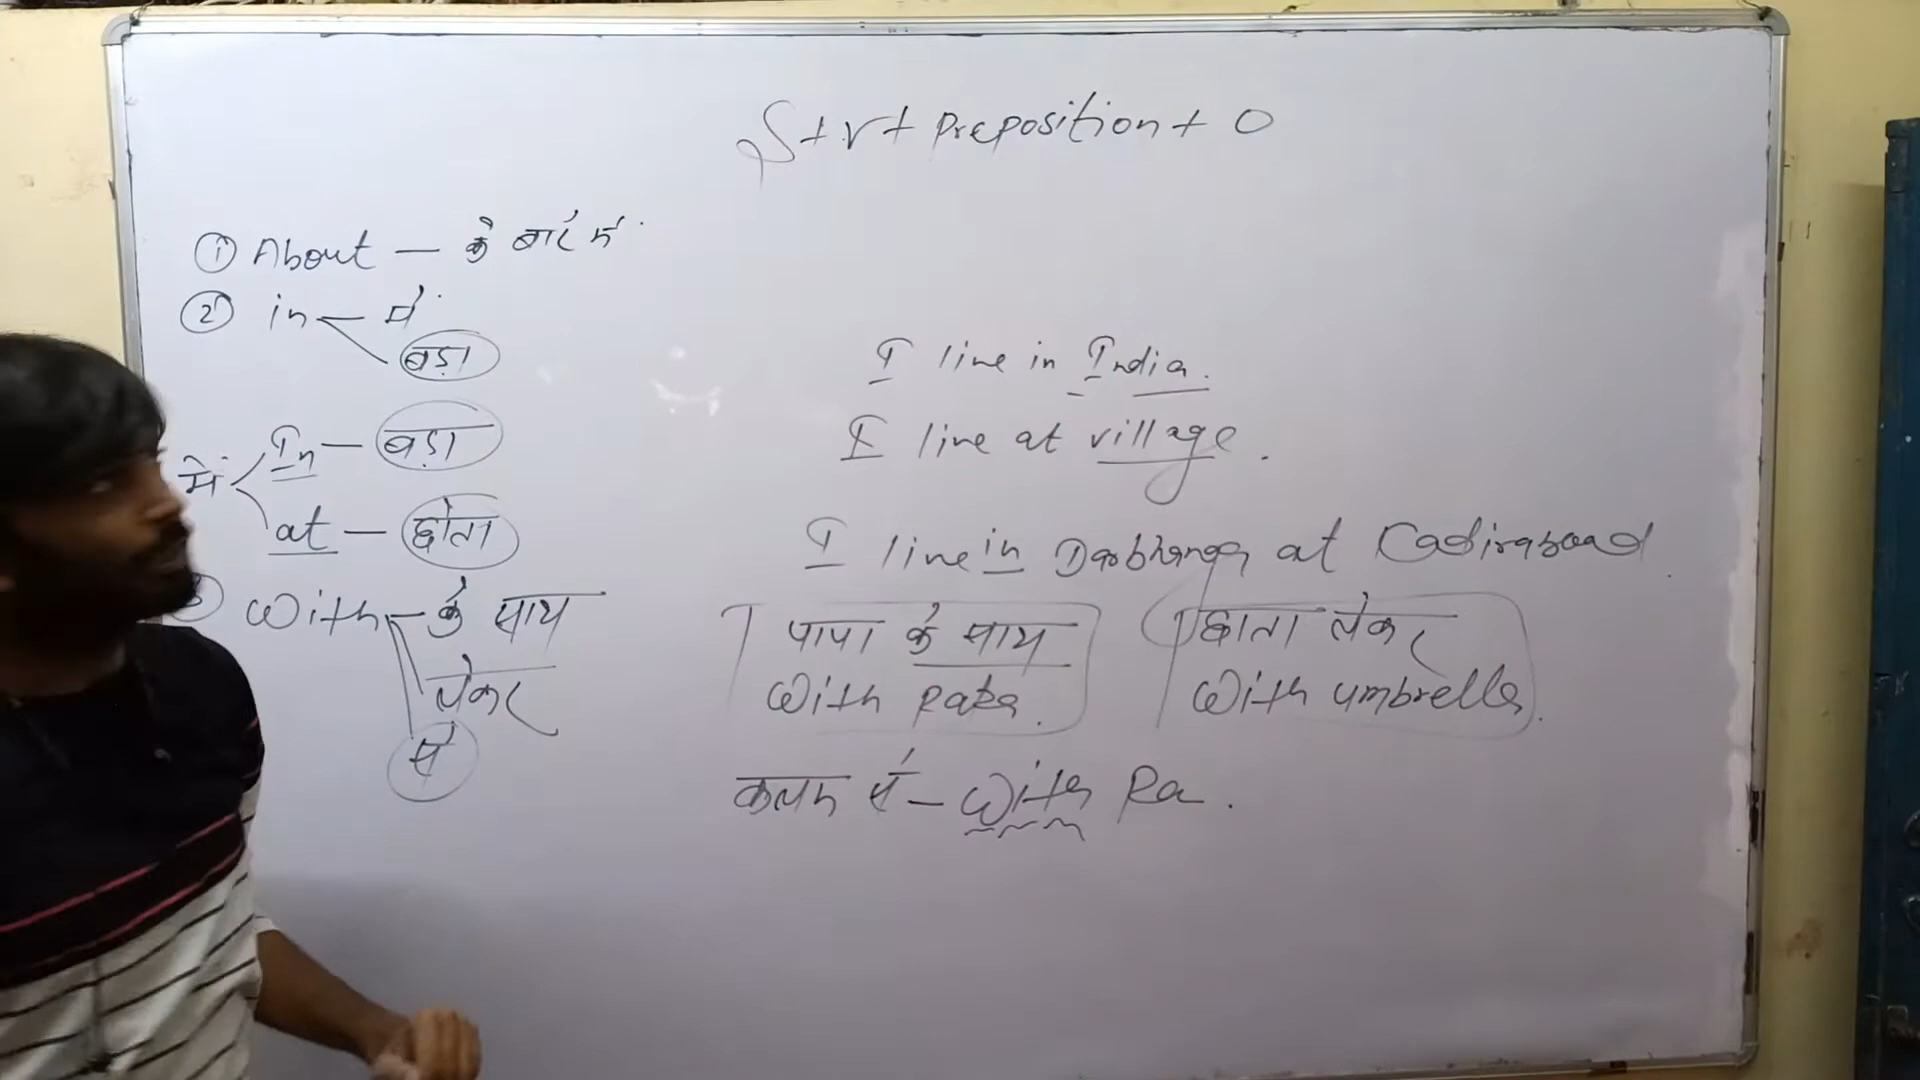 S+V+ Preposition + O
① About — के बारे में
② in — में
बड़ा
में
In — बड़ा
at — छोटा
With — के साथ
लेकर
से
I live in India.
I live at village.
I live in Darbhanga at Cadirabad.
पापा के साथ
With Papa.
छाता लेकर
With umbrella.
कलम से — With